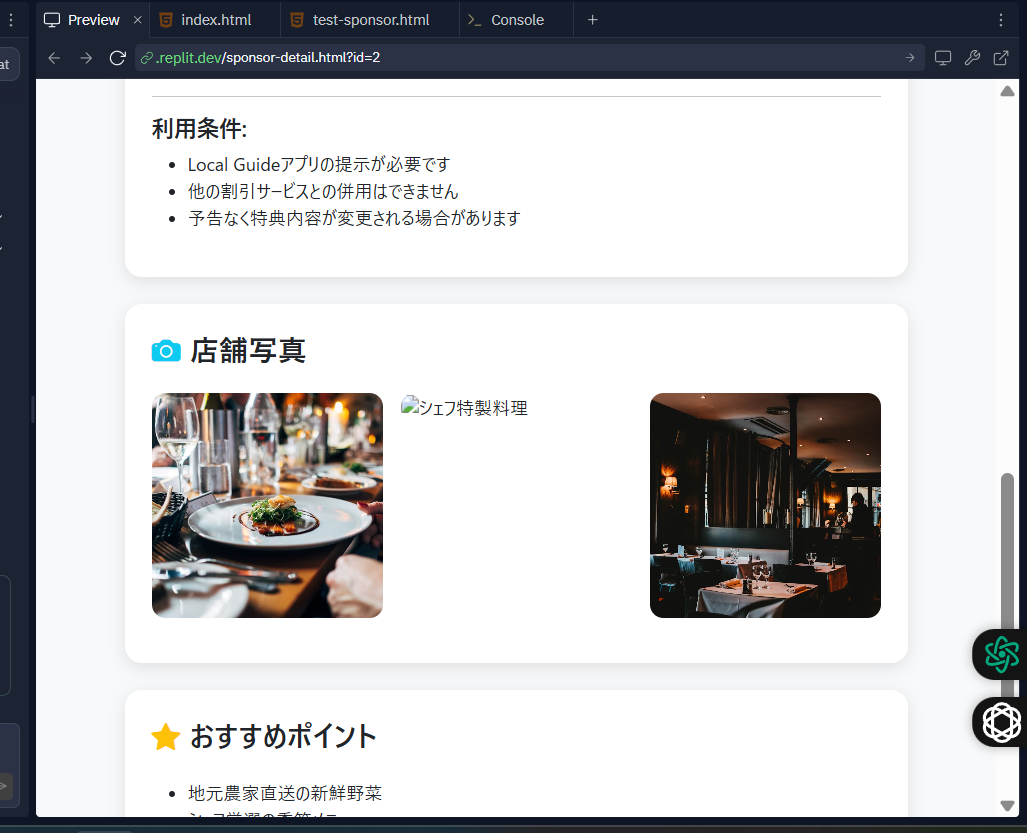 Preview
index.html
test-sponsor.html
Console
at
.replit.dev/sponsor-detail.html?id=2
利用条件:
Local Guideアプリの提示が必要です
他の割引サービスとの併用はできません
予告なく特典内容が変更される場合があります
店舗写真
シェフ特製料理
おすすめポイント
地元農家直送の新鮮野菜